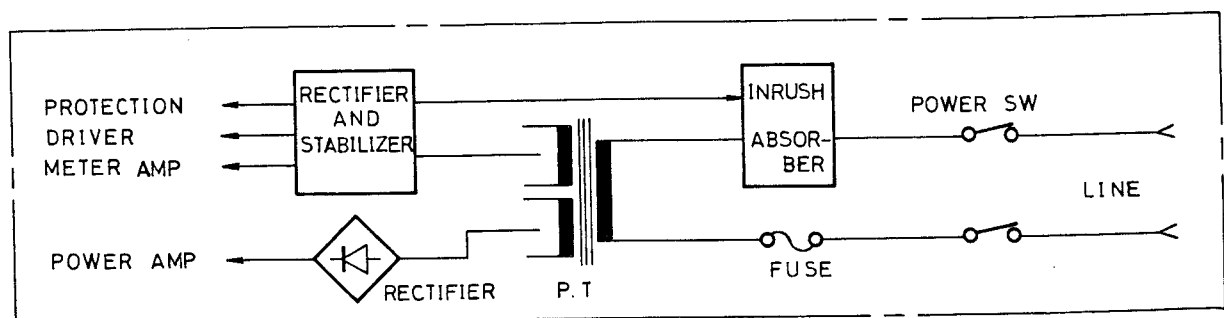 PROTECTION
DRIVER
METER AMP
POWER AMP
RECTIFIER
AND
STABILIZER
RECTIFIER
P.T
INRUSH
ABSOR-
BER
POWER SW
LINE
FUSE